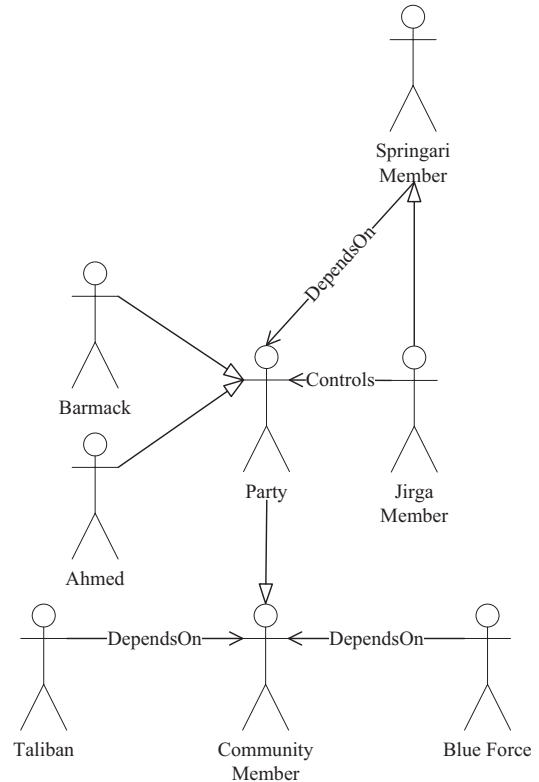 Springari
Member
DependsOn
Barmack
Controls
Party
Jirga
Member
Ahmed
DependsOn
DependsOn
Taliban
Community
Member
Blue Force